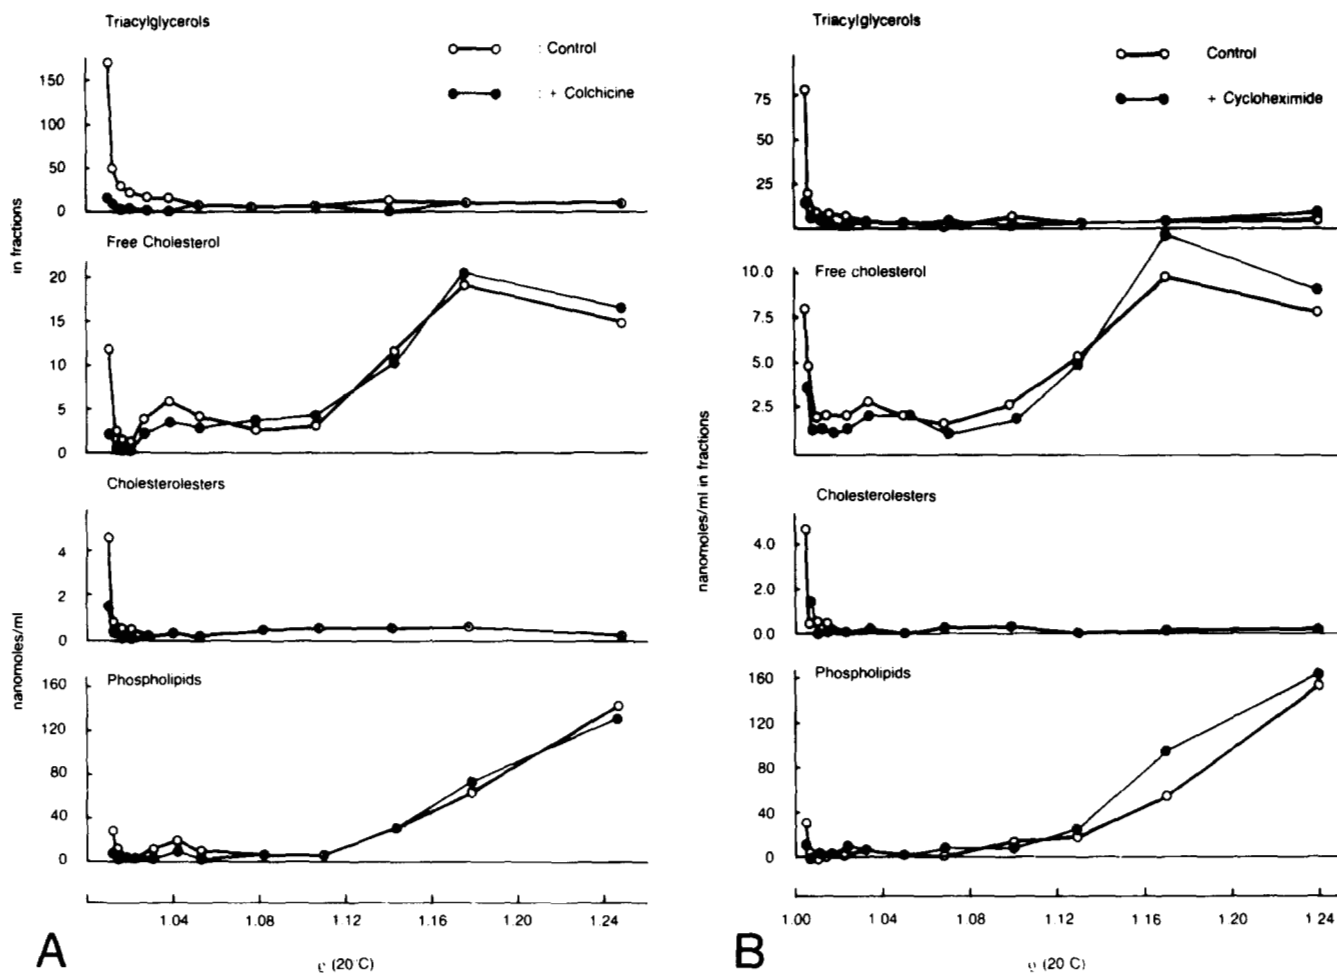 Triacylglycerols
: Control
: + Colchicine
150
100
50
0
in fractions
Free Cholesterol
20
15
10
5
0
Cholesterolesters
4
2
0
nanomoles/ml
Phospholipids
160
120
80
40
0
1.04
1.08
1.12
1.16
1.20
1.24
A
ϱ (20°C)
Triacylglycerols
Control
+ Cycloheximide
75
50
25
Free cholesterol
10.0
7.5
5.0
2.5
nanomoles/ml in fractions
Cholesterolesters
4.0
2.0
0.0
Phospholipids
160
120
80
40
0
1.00
1.04
1.08
1.12
1.16
1.20
1.24
B
ϱ (20°C)